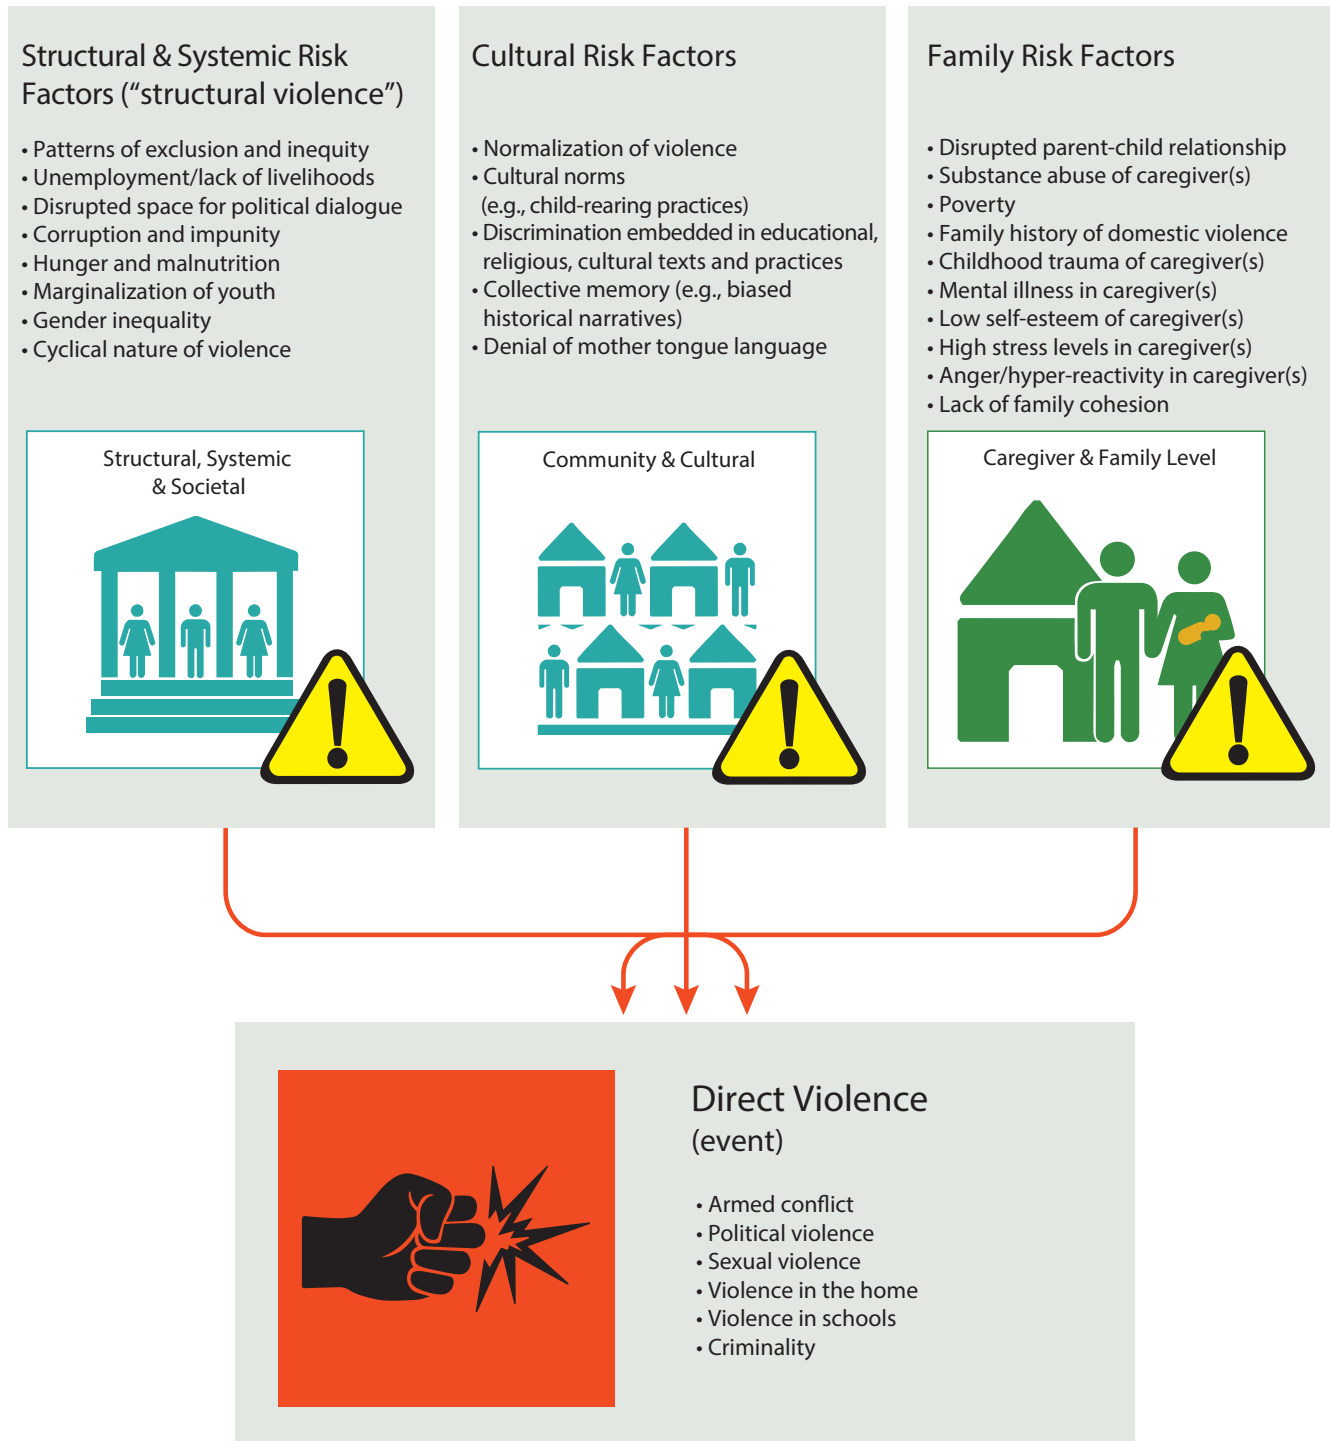 Structural & Systemic Risk
Factors (“structural violence”)
• Patterns of exclusion and inequity
• Unemployment/lack of livelihoods
• Disrupted space for political dialogue
• Corruption and impunity
• Hunger and malnutrition
• Marginalization of youth
• Gender inequality
• Cyclical nature of violence
Structural, Systemic
& Societal
Cultural Risk Factors
• Normalization of violence
• Cultural norms
(e.g., child-rearing practices)
• Discrimination embedded in educational,
religious, cultural texts and practices
• Collective memory (e.g., biased
historical narratives)
• Denial of mother tongue language
Community & Cultural
Family Risk Factors
• Disrupted parent-child relationship
• Substance abuse of caregiver(s)
• Poverty
• Family history of domestic violence
• Childhood trauma of caregiver(s)
• Mental illness in caregiver(s)
• Low self-esteem of caregiver(s)
• High stress levels in caregiver(s)
• Anger/hyper-reactivity in caregiver(s)
• Lack of family cohesion
Caregiver & Family Level
Direct Violence
(event)
• Armed conflict
• Political violence
• Sexual violence
• Violence in the home
• Violence in schools
• Criminality